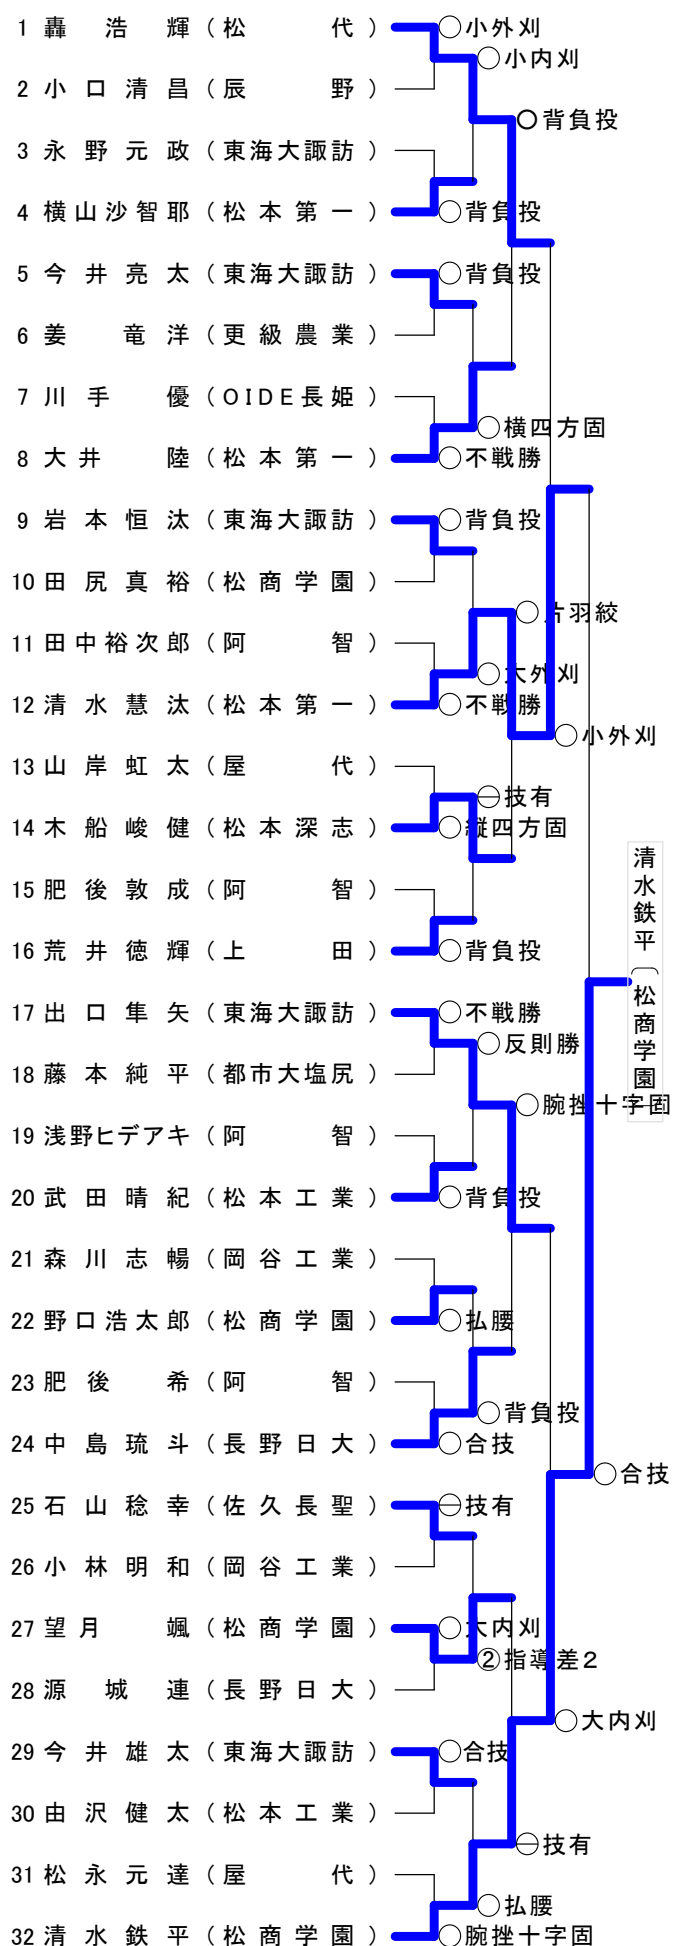 1 轟浩輝（松代） ○小外刈
○小内刈
2 小口清昌（辰野）
○背負投
3 永野元政（東海大諏訪）
4 横山沙智耶（松本第一） ○背負投
5 今井亮太（東海大諏訪） ○背負投
6 姜竜洋（更級農業）
7 川手優（OIDE長姫）
○横四方固
8 大井陸（松本第一） ○不戦勝
9 岩本恒汰（東海大諏訪） ○背負投
10 田尻真裕（松商学園）
○片羽絞
11 田中裕次郎（阿智）
○大外刈
12 清水慧汰（松本第一） ○不戦勝
○小外刈
13 山岸虹太（屋代）
⊖技有
14 木船峻健（松本深志） ○縦四方固
15 肥後敦成（阿智）
16 荒井徳輝（上田） ○背負投
清水鉄平（松商学園）
17 出口隼矢（東海大諏訪） ○不戦勝
○反則勝
18 藤本純平（都市大塩尻）
○腕挫十字固
19 浅野ヒデアキ（阿智）
20 武田晴紀（松本工業） ○背負投
21 森川志暢（岡谷工業）
22 野口浩太郎（松商学園） ○払腰
23 肥後希（阿智）
○背負投
24 中島琉斗（長野日大） ○合技
○合技
25 石山稔幸（佐久長聖） ⊖技有
26 小林明和（岡谷工業）
27 望月颯（松商学園） ○大内刈
②指導差2
28 源城連（長野日大）
○大内刈
29 今井雄太（東海大諏訪） ○合技
30 由沢健太（松本工業）
⊖技有
31 松永元達（屋代）
○払腰
32 清水鉄平（松商学園） ○腕挫十字固